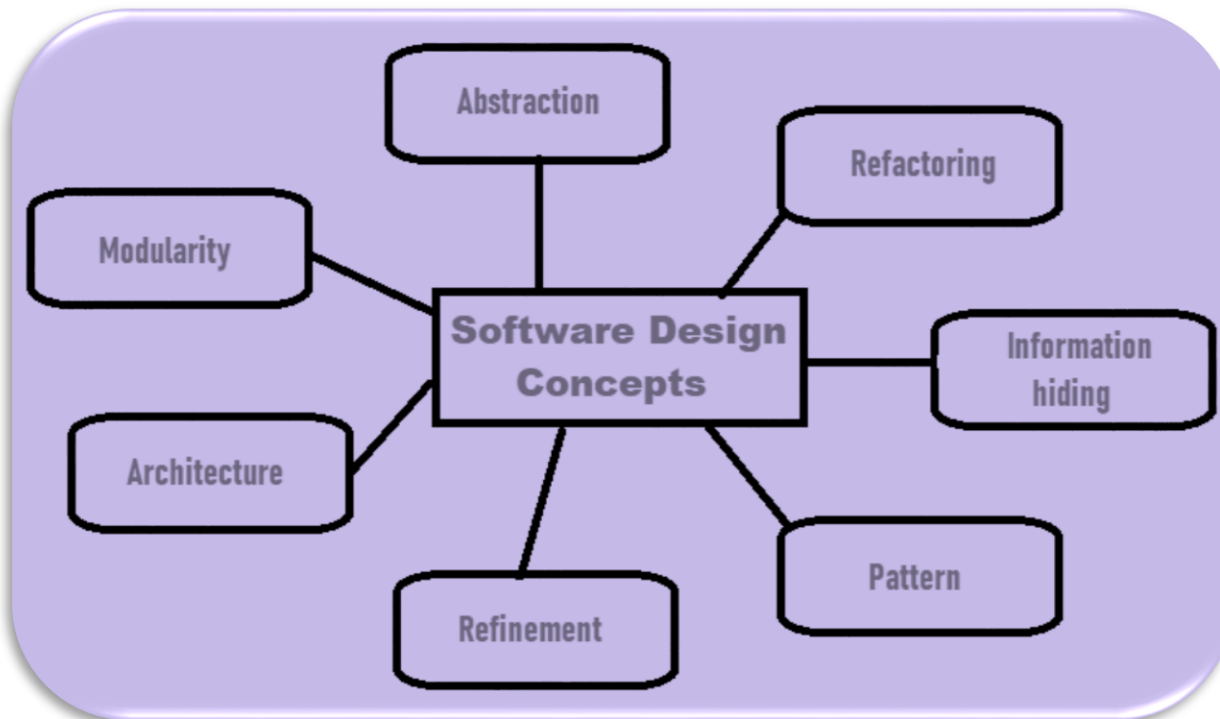 Abstraction
Refactoring
Modularity
Software Design
Concepts
Information
hiding
Architecture
Pattern
Refinement